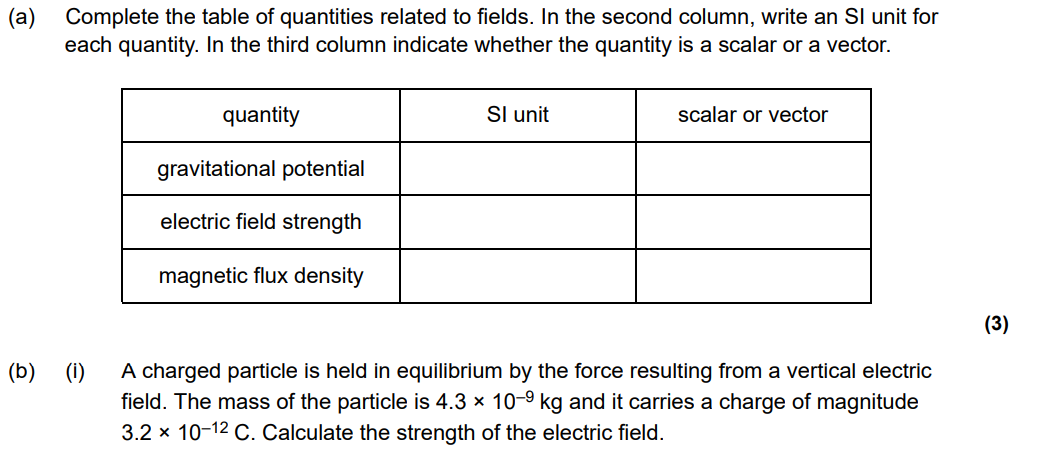 (a) Complete the table of quantities related to fields. In the second column, write an SI unit for
each quantity. In the third column indicate whether the quantity is a scalar or a vector.
quantity SI unit scalar or vector
gravitational potential
electric field strength
magnetic flux density
(3)
(b) (i) A charged particle is held in equilibrium by the force resulting from a vertical electric
field. The mass of the particle is 4.3 × 10⁻⁹ kg and it carries a charge of magnitude
3.2 × 10⁻¹² C. Calculate the strength of the electric field.